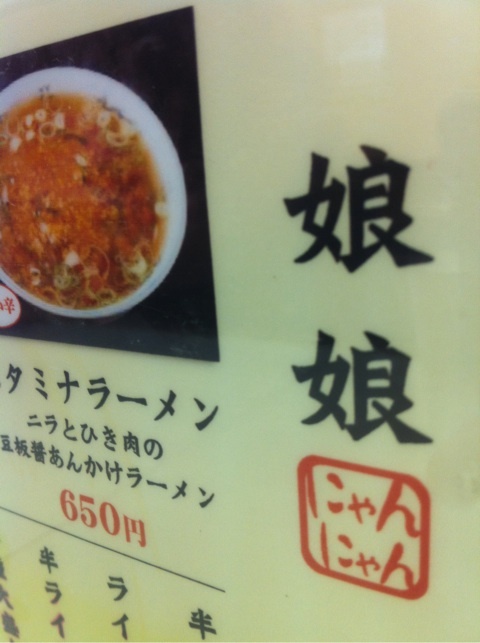 娘娘
にゃん
にゃん
タミナラーメン
ニラとひき肉の
豆板醤あんかけラーメン
650円
半
ライ
ライ
半